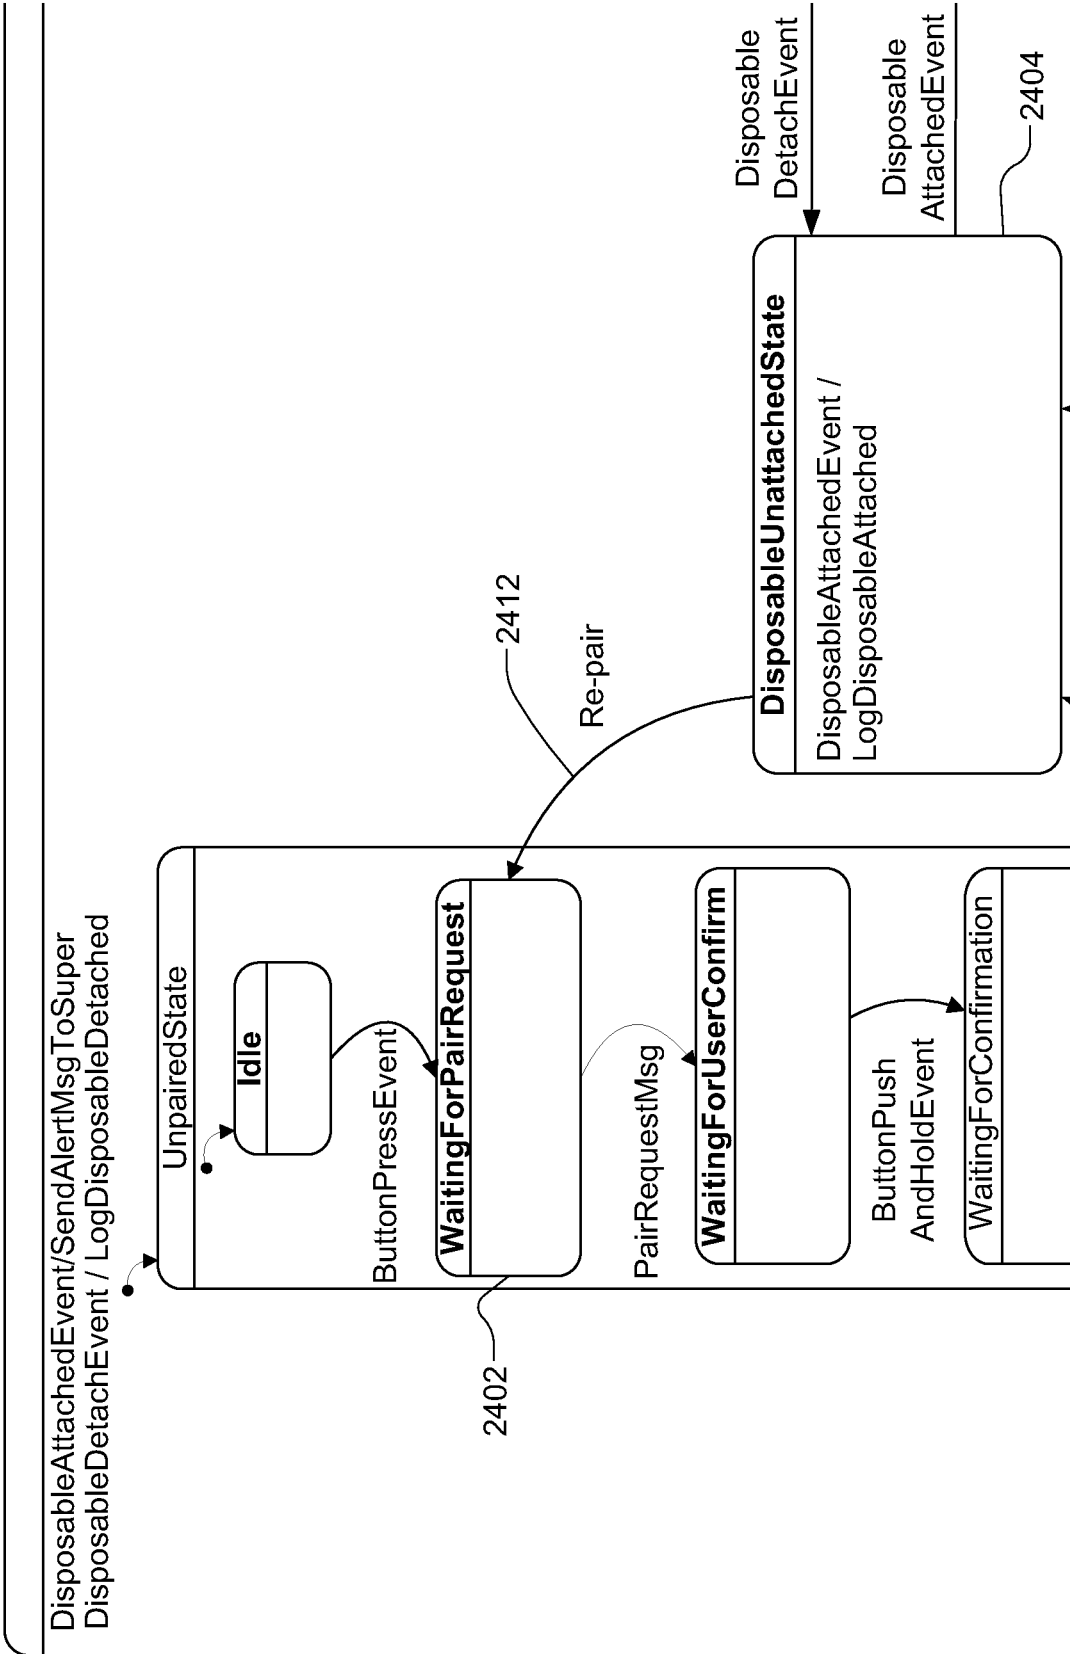 DisposableAttachedEvent/SendAlertMsgToSuper
DisposableDetachEvent / LogDisposableDetached
UnpairedState
Idle
ButtonPressEvent
WaitingForPairRequest
2402
PairRequestMsg
WaitingForUserConfirm
ButtonPush
AndHoldEvent
WaitingForConfirmation
2412
Re-pair
DisposableUnattachedState
DisposableAttachedEvent /
LogDisposableAttached
Disposable
DetachEvent
Disposable
AttachedEvent
2404